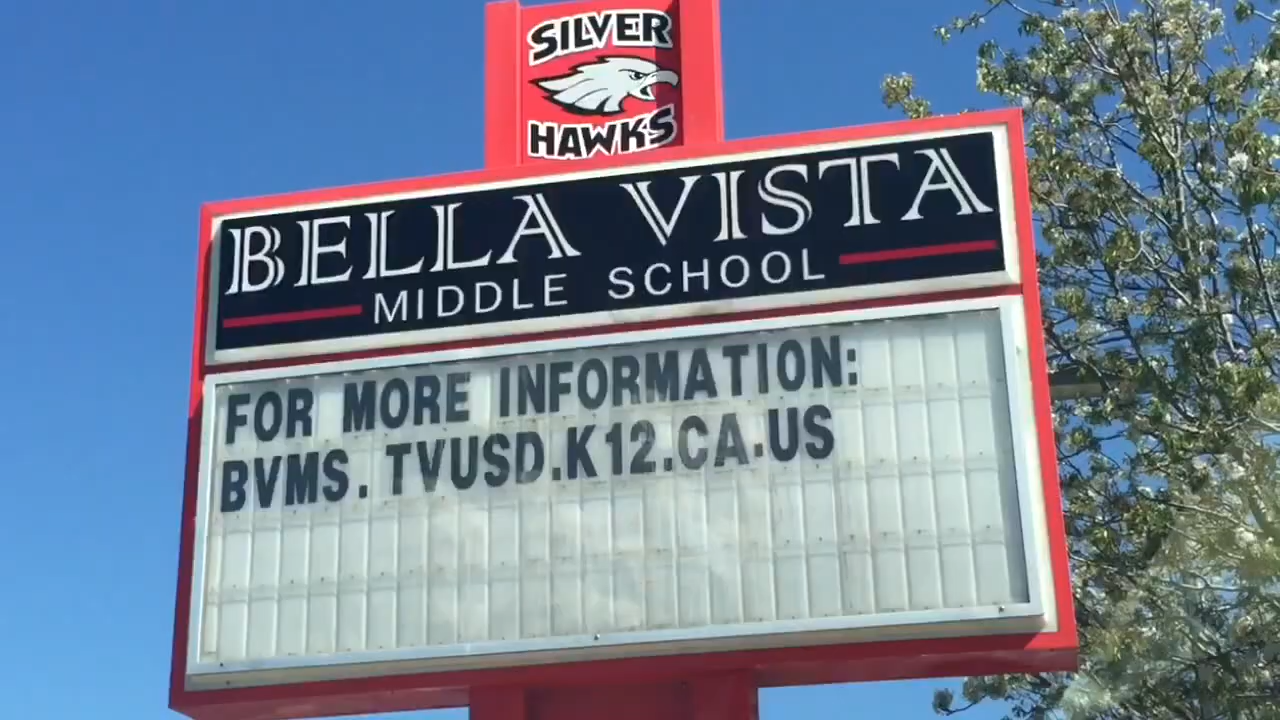 SILVER
HAWKS
BELLA VISTA
MIDDLE SCHOOL
FOR MORE INFORMATION:
BVMS. TVUSD.K12.CA.US